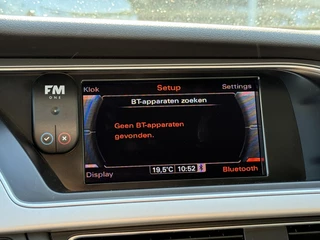 FM
ONE
Klok Setup Settings
BT-apparaten zoeken
Geen BT-apparaten
gevonden.
Display 19,5°C 10:52 Bluetooth